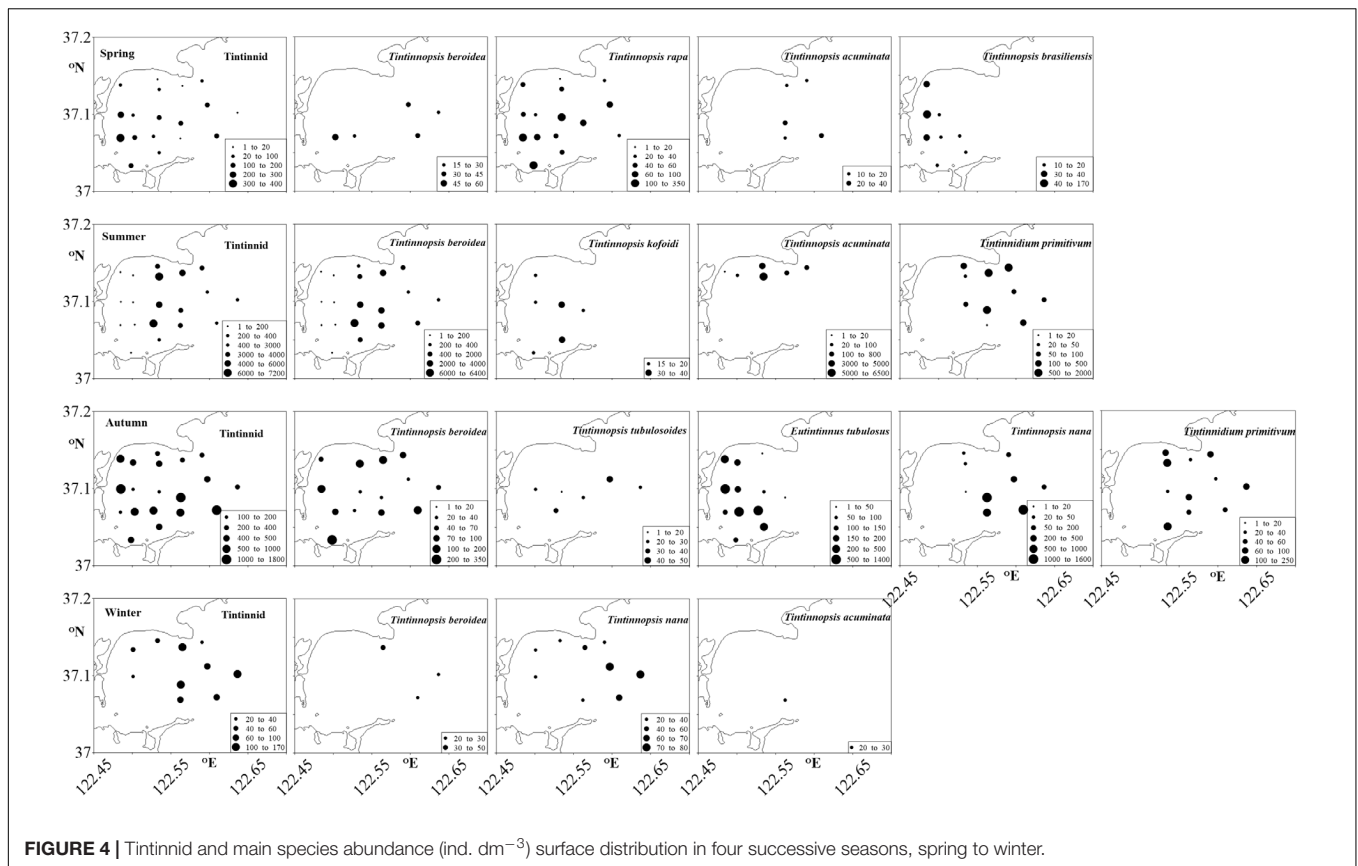 37.2
°N
37.1
37
Spring
Tintinnid
1 to 20
20 to 100
100 to 200
200 to 300
300 to 400
Tintinnopsis beroidea
15 to 30
30 to 45
45 to 60
Tintinnopsis rapa
1 to 20
20 to 40
40 to 60
60 to 100
100 to 350
Tintinnopsis acuminata
10 to 20
20 to 40
Tintinnopsis brasiliensis
10 to 20
30 to 40
40 to 170
37.2
°N
37.1
37
Summer
Tintinnid
1 to 200
200 to 400
400 to 3000
3000 to 4000
4000 to 6000
6000 to 7200
Tintinnopsis beroidea
1 to 200
200 to 400
400 to 2000
2000 to 4000
6000 to 6400
Tintinnopsis kofoidi
15 to 20
30 to 40
Tintinnopsis acuminata
1 to 20
20 to 100
100 to 800
3000 to 5000
5000 to 6500
Tintinnidium primitivum
1 to 20
20 to 50
50 to 100
100 to 500
500 to 2000
37.2
°N
37.1
37
Autumn
Tintinnid
100 to 200
200 to 400
400 to 500
500 to 1000
1000 to 1800
Tintinnopsis beroidea
1 to 20
20 to 40
40 to 70
70 to 100
100 to 200
200 to 350
Tintinnopsis tubulosoides
1 to 20
20 to 30
30 to 40
40 to 50
Eutintinnus tubulosus
1 to 50
50 to 100
100 to 150
150 to 200
200 to 500
500 to 1400
Tintinnopsis nana
1 to 20
20 to 50
50 to 200
200 to 500
500 to 1000
1000 to 1600
122.45
122.55
°E
122.65
Tintinnidium primitivum
1 to 20
20 to 40
40 to 60
60 to 100
100 to 250
122.45
122.55
°E
122.65
37.2
°N
37.1
37
Winter
Tintinnid
20 to 40
40 to 60
60 to 100
100 to 170
122.45
122.55
°E
122.65
Tintinnopsis beroidea
20 to 30
30 to 50
122.45
122.55
°E
122.65
Tintinnopsis nana
20 to 40
40 to 60
60 to 70
70 to 80
122.45
122.55
°E
122.65
Tintinnopsis acuminata
20 to 30
122.45
122.55
°E
122.65
FIGURE 4 | Tintinnid and main species abundance (ind. dm⁻³) surface distribution in four successive seasons, spring to winter.